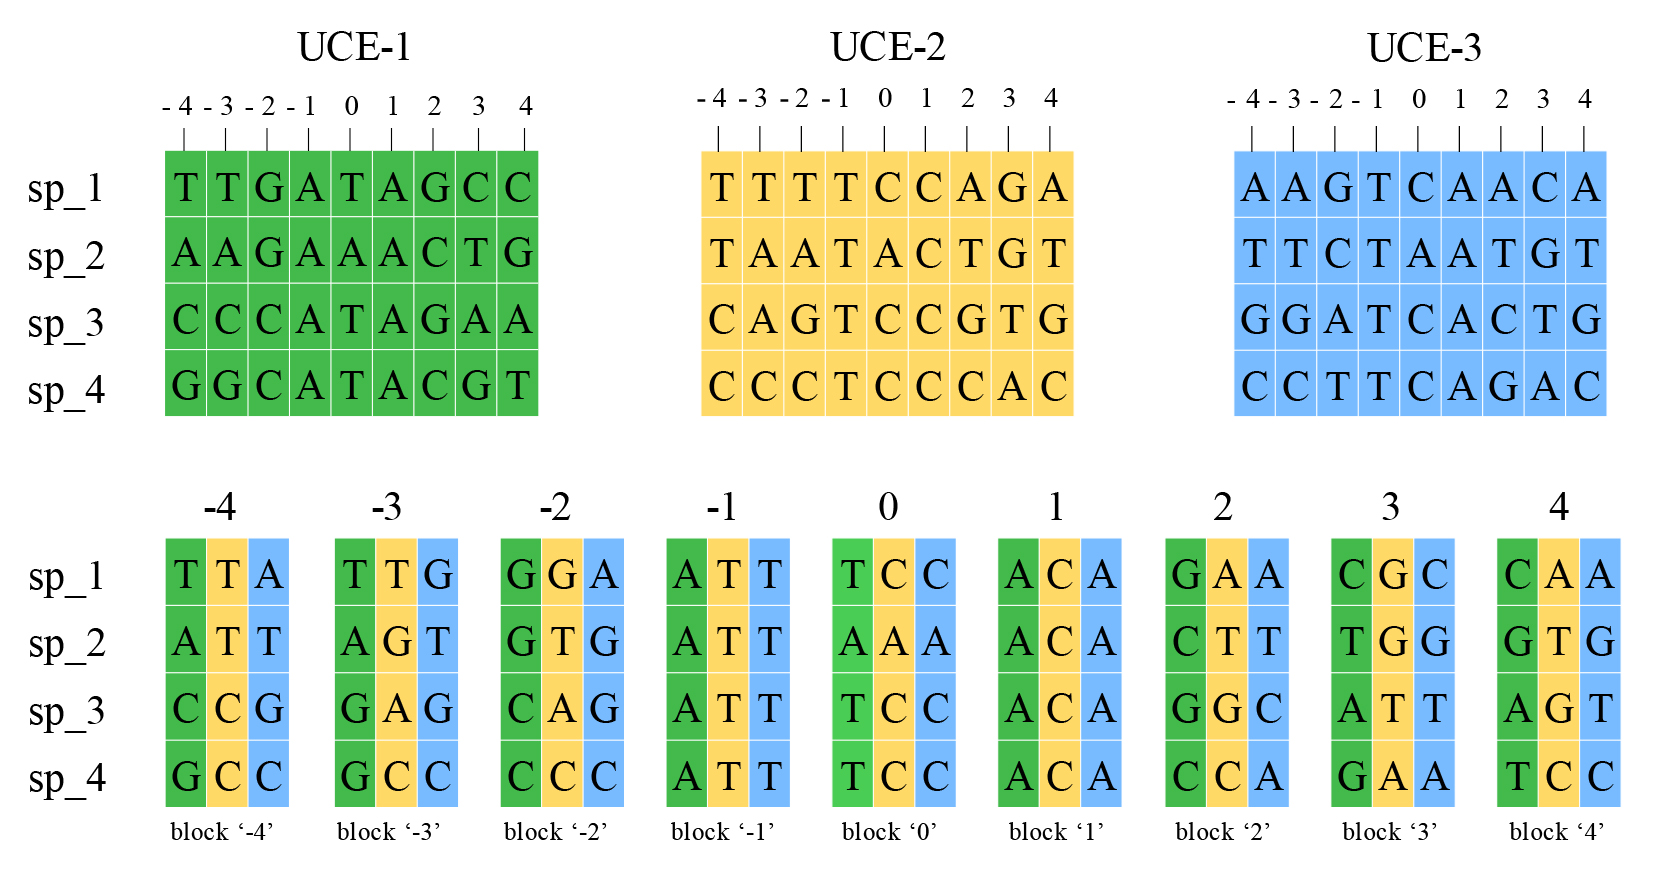 UCE-1 UCE-2 UCE-3
-4 -3 -2 -1 0 1 2 3 4 -4 -3 -2 -1 0 1 2 3 4 -4 -3 -2 -1 0 1 2 3 4
sp_1 T T G A T A G C C T T T T C C A G A A A G T C A A C A
sp_2 A A G A A A C T G T A A T A C T G T T T C T A A T G T
sp_3 C C C A T A G A A C A G T C C G T G G G A T C A C T G
sp_4 G G C A T A C G T C C C T C C C A C C C T T C A G A C
-4 -3 -2 -1 0 1 2 3 4
sp_1 T T A T T G G G A A T T T C C A C A G A A C G C C A A
sp_2 A T T A G T G T G A T T A A A A C A C T T T G G G T G
sp_3 C C G G A G C A G A T T T C C A C A G G C A T T A G T
sp_4 G C C G C C C C C A T T T C C A C A C C A G A A T C C
block ‘-4’ block ‘-3’ block ‘-2’ block ‘-1’ block ‘0’ block ‘1’ block ‘2’ block ‘3’ block ‘4’